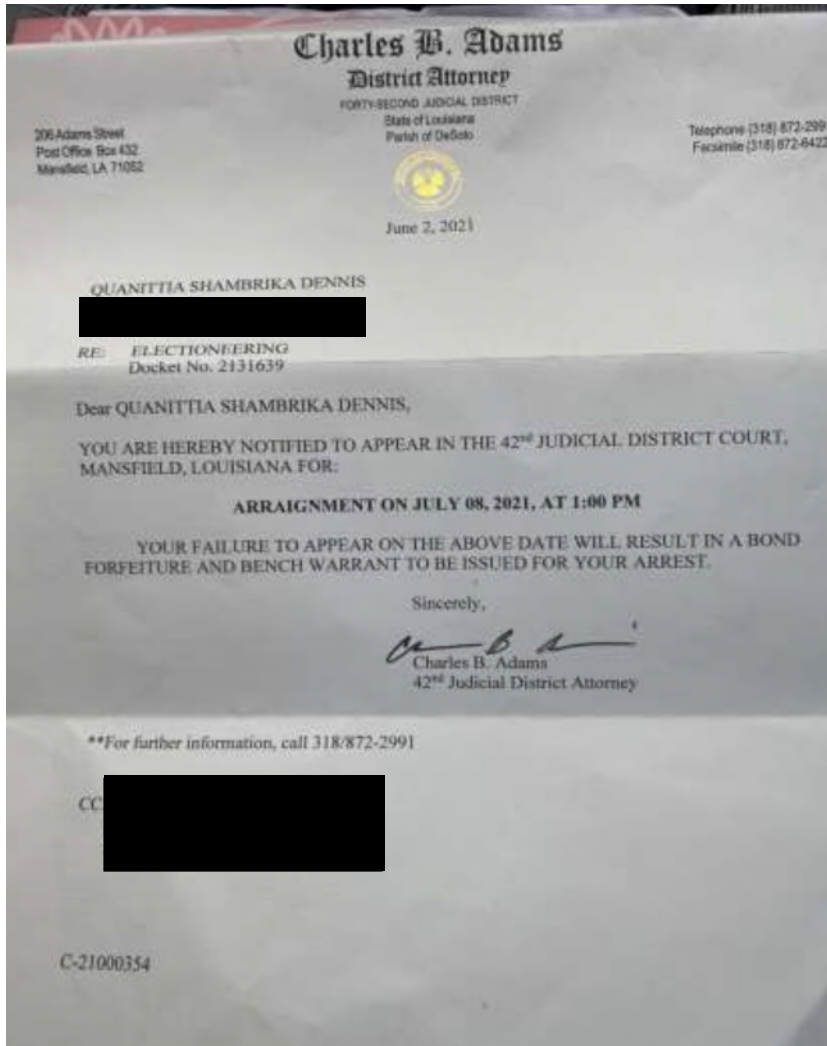 Charles B. Adams
District Attorney
FORTY-SECOND JUDICIAL DISTRICT
State of Louisiana
Parish of DeSoto
206 Adams Street
Post Office Box 432
Mansfield, LA 71052
Telephone (318) 872-299
Facsimile (318) 872-6422
June 2, 2021
QUANITTIA SHAMBRIKA DENNIS
RE: ELECTIONEERING
Docket No. 2131639
Dear QUANITTIA SHAMBRIKA DENNIS,
YOU ARE HEREBY NOTIFIED TO APPEAR IN THE 42nd JUDICIAL DISTRICT COURT,
MANSFIELD, LOUISIANA FOR:
ARRAIGNMENT ON JULY 08, 2021, AT 1:00 PM
YOUR FAILURE TO APPEAR ON THE ABOVE DATE WILL RESULT IN A BOND
FORFEITURE AND BENCH WARRANT TO BE ISSUED FOR YOUR ARREST.
Sincerely,
Charles B. Adams
42nd Judicial District Attorney
**For further information, call 318/872-2991
CC
C-21000354